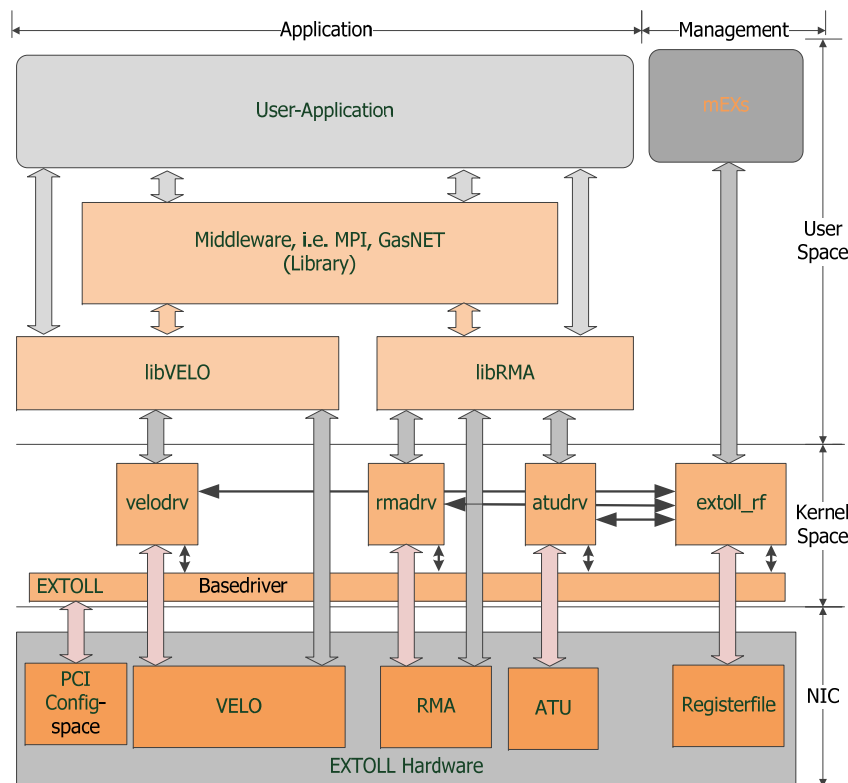 Application
Management
User-Application
mEXs
Middleware, i.e. MPI, GasNET
(Library)
User
Space
libVELO
libRMA
velodrv
rmadrv
atudrv
extoll_rf
Kernel
Space
EXTOLL
Basedriver
PCI
Config-
space
VELO
RMA
ATU
Registerfile
NIC
EXTOLL Hardware